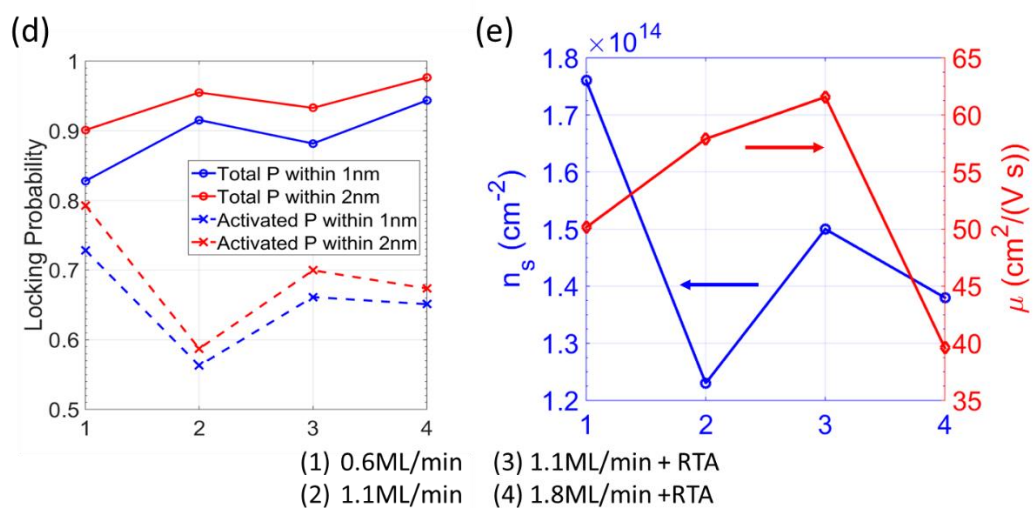 (d)
Locking Probability
1
0.9
0.8
0.7
0.6
0.5
Total P within 1nm
Total P within 2nm
Activated P within 1nm
Activated P within 2nm
1 2 3 4
(e)
×10^14
n_s (cm^-2)
1.8
1.7
1.6
1.5
1.4
1.3
1.2
65
60
55
50
45
40
35
μ (cm^2/(V s))
1 2 3 4
(1) 0.6ML/min (3) 1.1ML/min + RTA
(2) 1.1ML/min (4) 1.8ML/min +RTA